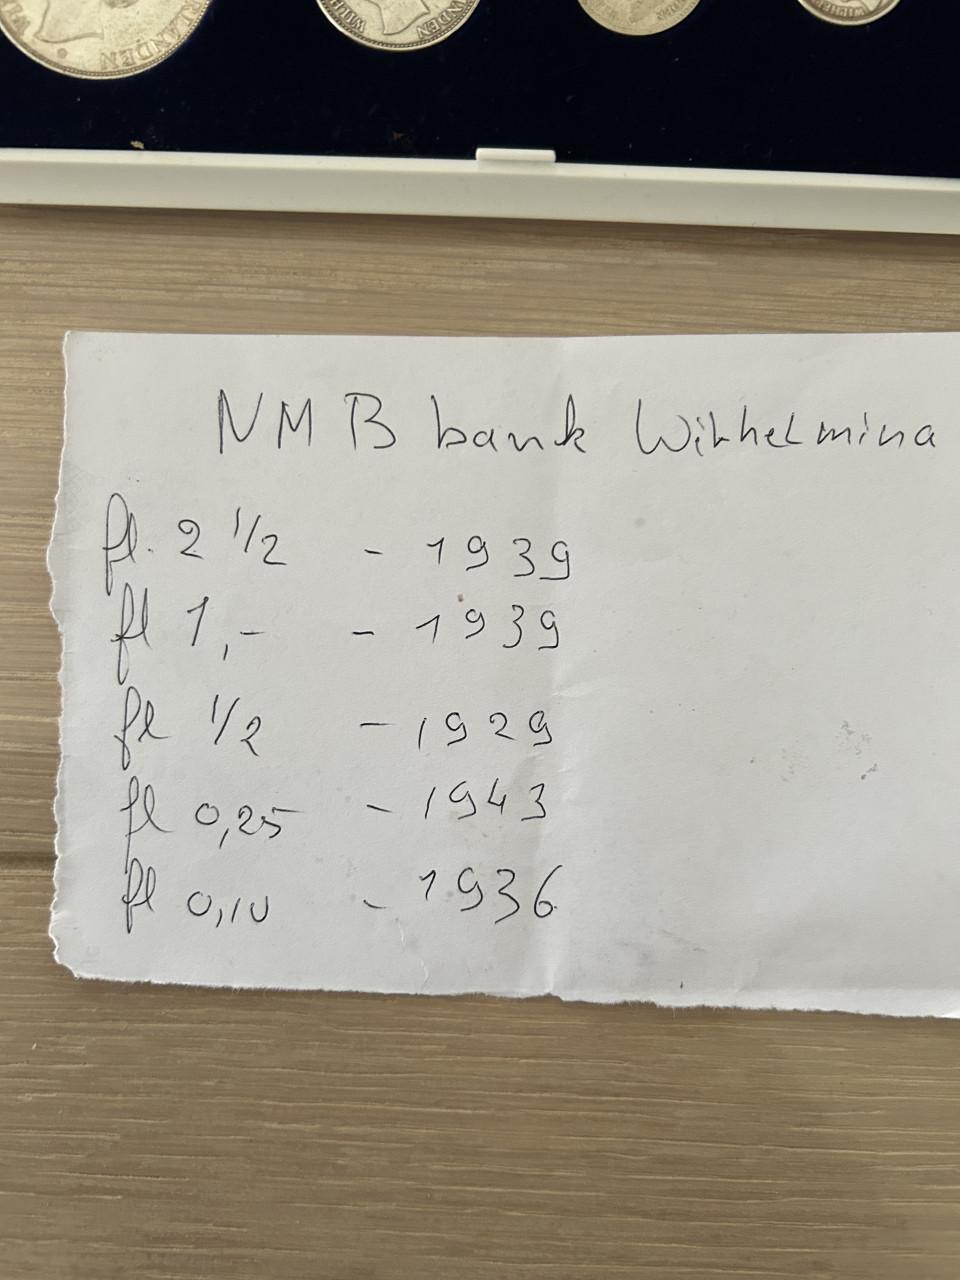 NMB bank Wilhelmina
fl. 2 1/2 - 1939
fl 1,- - 1939
fl 1/2 - 1929
fl 0,25 - 1943
fl 0,10 - 1936